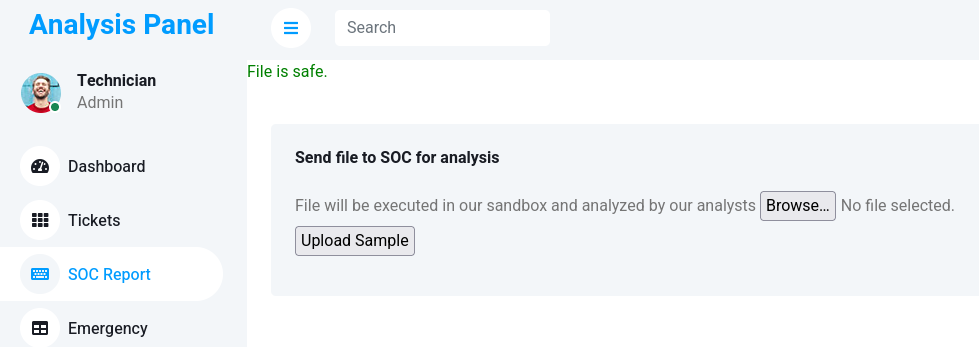 Analysis Panel
Search
Technician
Admin
Dashboard
Tickets
SOC Report
Emergency
File is safe.
Send file to SOC for analysis
File will be executed in our sandbox and analyzed by our analysts Browse... No file selected.
Upload Sample